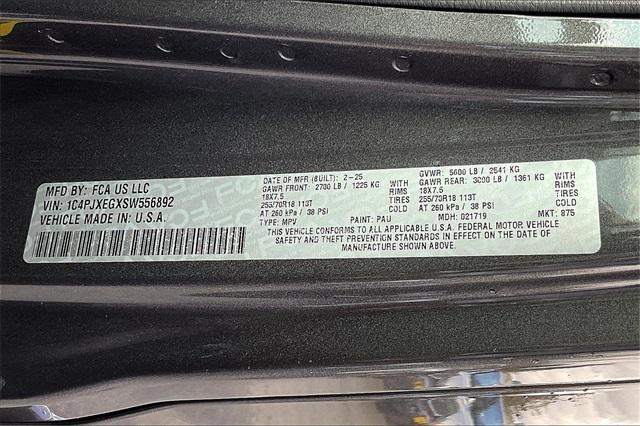 MFD BY: FCA US LLC
VIN: 1C4PJXEGXSW556892
VEHICLE MADE IN U.S.A.
DATE OF MFR (BUILT): 2-25
GAWR FRONT: 2700 LB / 1225 KG WITH
18X7.5 RIMS
255/70R18 113T TIRES
AT 260 kPa / 38 PSI COLD
TYPE: MPV PAINT: PAU
GVWR: 5600 LB / 2541 KG
GAWR REAR: 3000 LB / 1361 KG WITH
18X7.5 RIMS
255/70R18 113T TIRES
AT 260 kPa / 38 PSI COLD
MDH: 021719 MKT: 875
THIS VEHICLE CONFORMS TO ALL APPLICABLE U.S.A. FEDERAL MOTOR VEHICLE
SAFETY AND THEFT PREVENTION STANDARDS IN EFFECT ON THE DATE OF
MANUFACTURE SHOWN ABOVE.